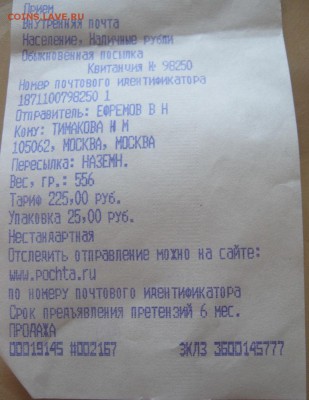 COINS.LAVE.RU
Прием
Внутренняя почта
Население, Наличные рубли
Обыкновенная посылка
Квитанция № 98250
Номер почтового идентификатора
1871100798250 1
Отправитель: ЕФРЕМОВ В Н
Кому: ТИМАКОВА И М
105062, МОСКВА, МОСКВА
Пересылка: НАЗЕМН.
Вес, гр.: 556
Тариф 225,00 руб.
Упаковка 25,00 руб.
Нестандартная
Отследить отправление можно на сайте:
www.pochta.ru
по номеру почтового идентификатора
Срок предъявления претензий 6 мес.
ПРОДАЖА
00019145 #002167 ЭКЛЗ 3600145777